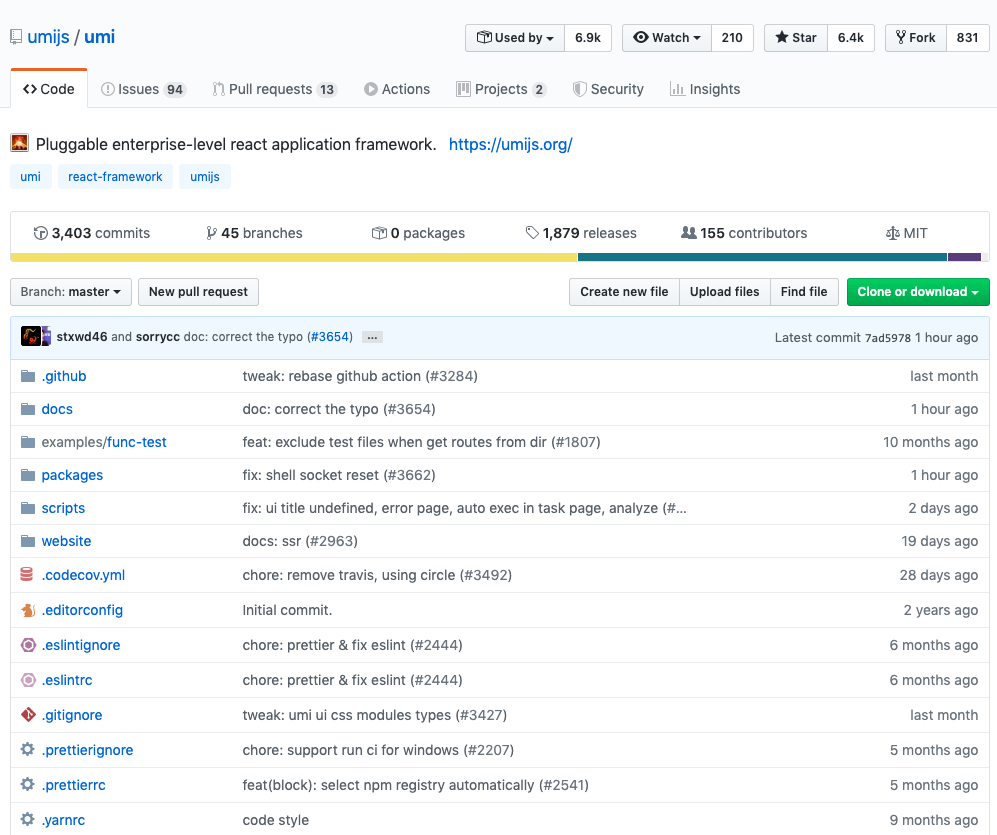 umijs / umi
Used by 6.9k Watch 210 Star 6.4k Fork 831
Code Issues 94 Pull requests 13 Actions Projects 2 Security Insights
Pluggable enterprise-level react application framework. https://umijs.org/
umi react-framework umijs
3,403 commits 45 branches 0 packages 1,879 releases 155 contributors MIT
Branch: master New pull request Create new file Upload files Find file Clone or download
stxwd46 and sorrycc doc: correct the typo (#3654) ... Latest commit 7ad5978 1 hour ago
.github tweak: rebase github action (#3284) last month
docs doc: correct the typo (#3654) 1 hour ago
examples/func-test feat: exclude test files when get routes from dir (#1807) 10 months ago
packages fix: shell socket reset (#3662) 1 hour ago
scripts fix: ui title undefined, error page, auto exec in task page, analyze (#... 2 days ago
website docs: ssr (#2963) 19 days ago
.codecov.yml chore: remove travis, using circle (#3492) 28 days ago
.editorconfig Initial commit. 2 years ago
.eslintignore chore: prettier & fix eslint (#2444) 6 months ago
.eslintrc chore: prettier & fix eslint (#2444) 6 months ago
.gitignore tweak: umi ui css modules types (#3427) last month
.prettierignore chore: support run ci for windows (#2207) 5 months ago
.prettierrc feat(block): select npm registry automatically (#2541) 5 months ago
.yarnrc code style 9 months ago